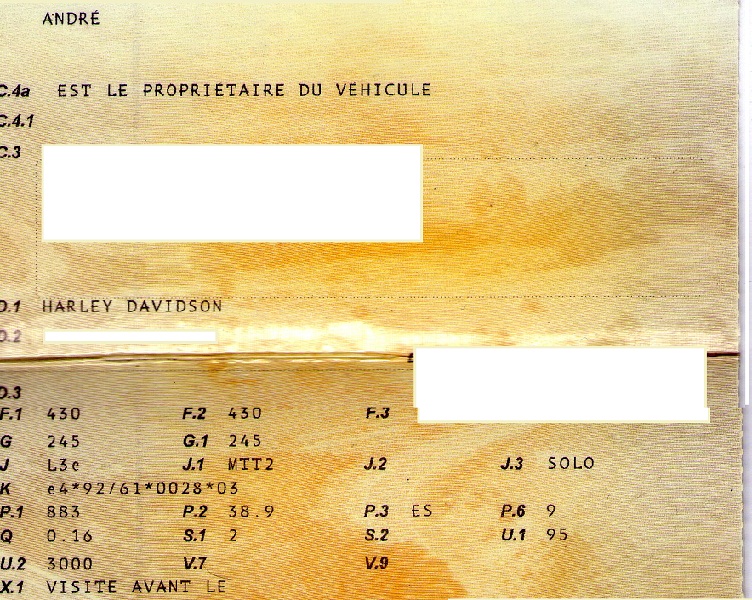 ANDRÉ
C.4a EST LE PROPRIÉTAIRE DU VÉHICULE
C.4.1
C.3
D.1 HARLEY DAVIDSON
D.2
D.3
F.1 430 F.2 430 F.3
G 245 G.1 245
J L3e J.1 MTT2 J.2 J.3 SOLO
K e4*92/61*0028*03
P.1 883 P.2 38.9 P.3 ES P.6 9
Q 0.16 S.1 2 S.2 U.1 95
U.2 3000 V.7 V.9
X.1 VISITE AVANT LE